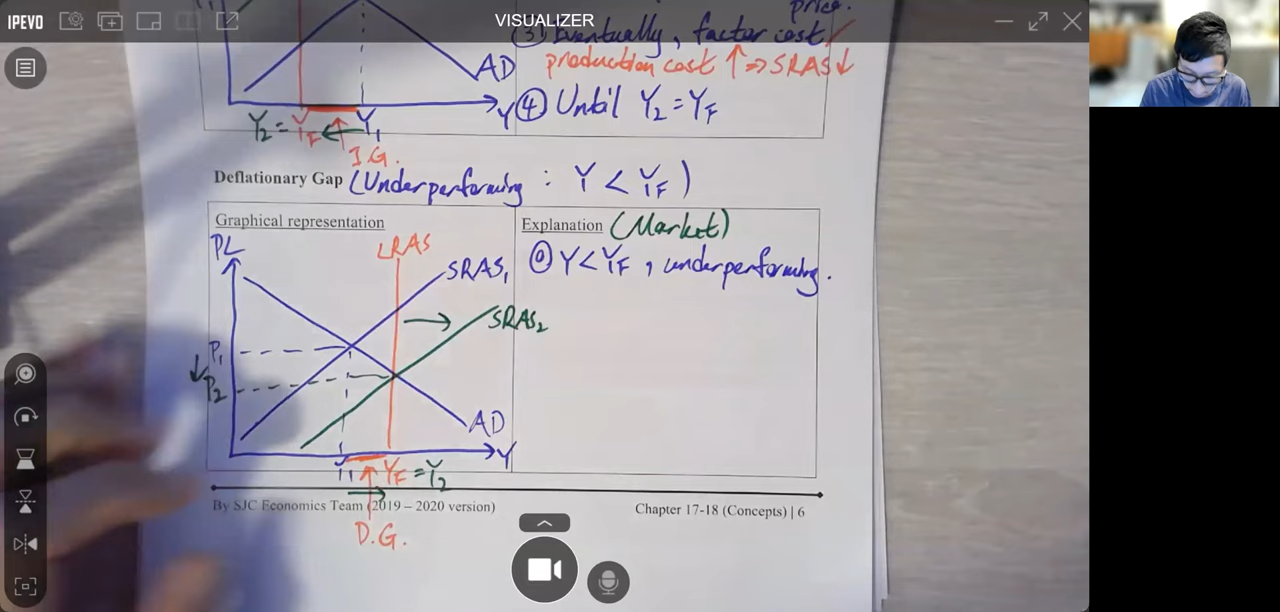 IPEVO
VISUALIZER
price.
(3) Eventually, factor cost/
production cost ↑ ⇒ SRAS↓
AD
Y
④ Until Y2 = YF
Y2 = YF Y1
I.G.
Deflationary Gap (Underperforming : Y < YF)
Graphical representation
PL
LRAS
SRAS1
SRAS2
P1
P2
AD
Y
Y1 YF = Y2
D.G.
Explanation (Market)
⓪ Y < YF , underperforming.
By SJC Economics Team (2019 – 2020 version)
Chapter 17-18 (Concepts) | 6